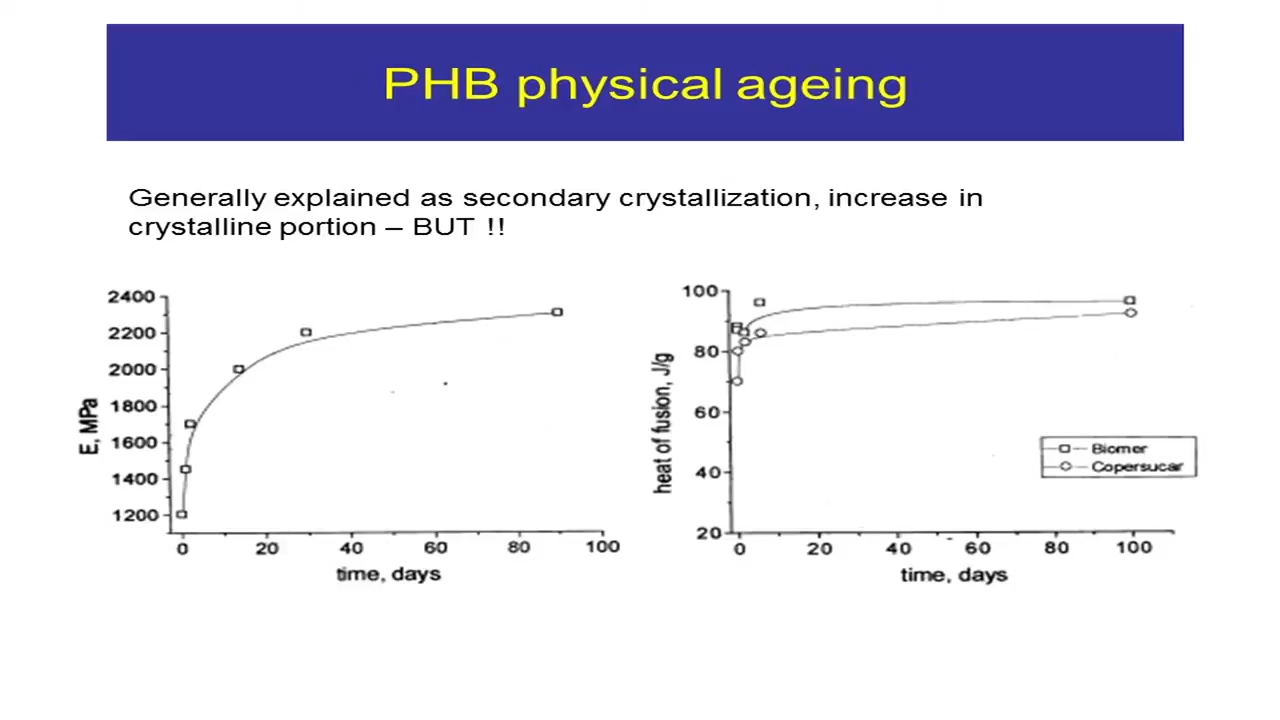 PHB physical ageing
Generally explained as secondary crystallization, increase in
crystalline portion – BUT !!
2400
2200
2000
1800
1600
1400
1200
E, MPa
0 20 40 60 80 100
time, days
100
80
60
40
20
heat of fusion, J/g
Biomer
Copersucar
0 20 40 60 80 100
time, days